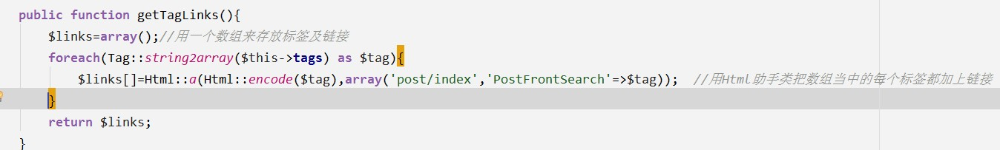 public function getTagLinks(){
$links=array();//用一个数组来存放标签及链接
foreach(Tag::string2array($this->tags) as $tag){
$links[]=Html::a(Html::encode($tag),array('post/index','PostFrontSearch'=>$tag));  //用Html助手类把数组当中的每个标签都加上链接
}
return $links;
}